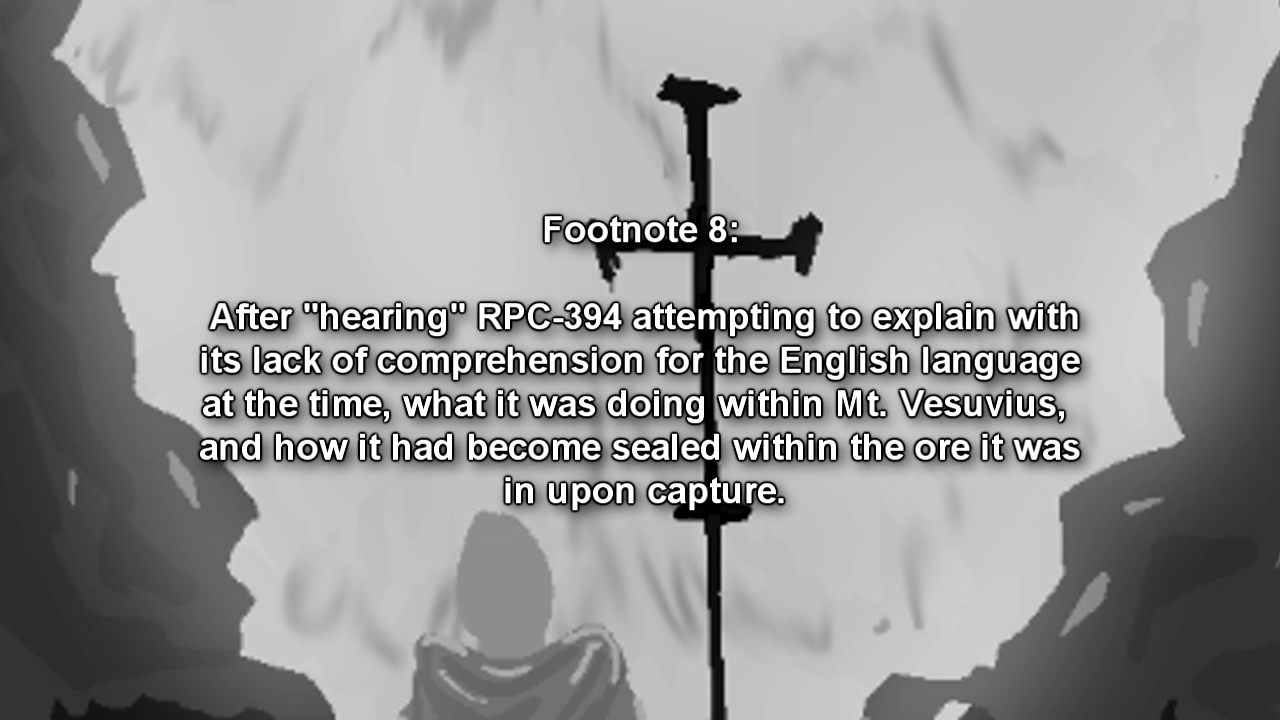 Footnote 8:
After "hearing" RPC-394 attempting to explain with
its lack of comprehension for the English language
at the time, what it was doing within Mt. Vesuvius,
and how it had become sealed within the ore it was
in upon capture.